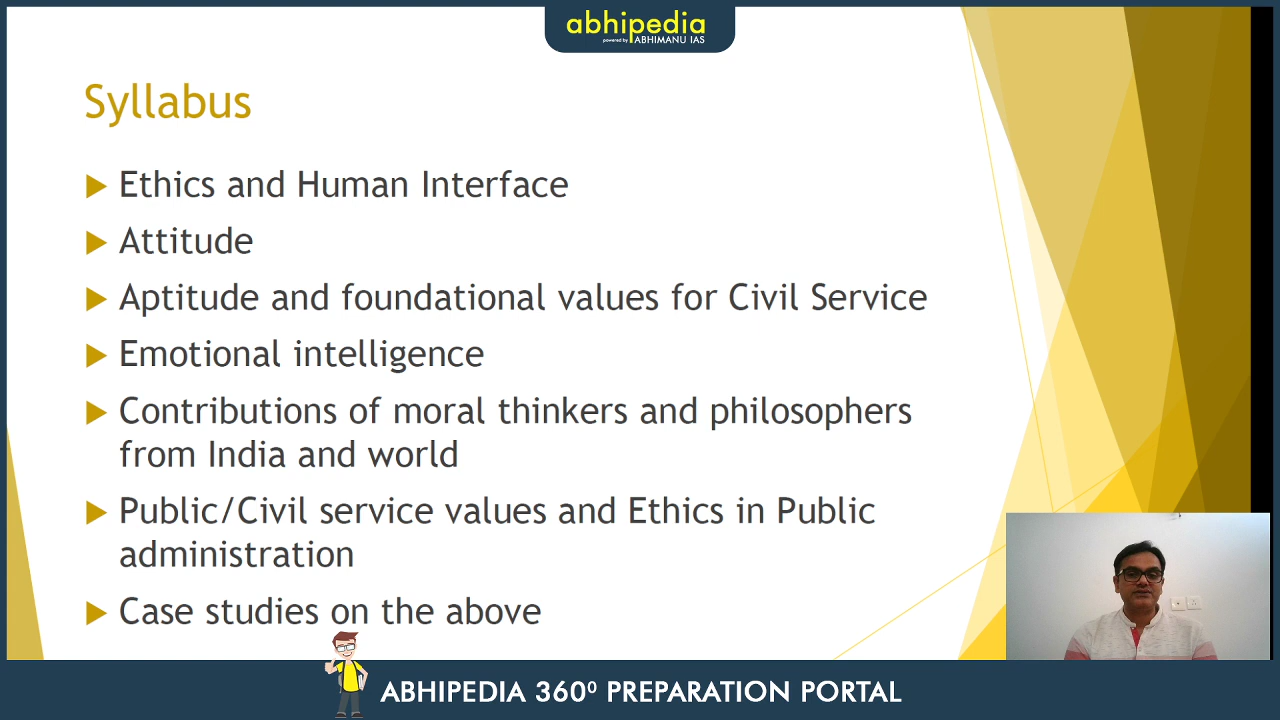 abhipedia
powered by ABHIMANU IAS
Syllabus
Ethics and Human Interface
Attitude
Aptitude and foundational values for Civil Service
Emotional intelligence
Contributions of moral thinkers and philosophers
from India and world
Public/Civil service values and Ethics in Public
administration
Case studies on the above
ABHIPEDIA 360⁰ PREPARATION PORTAL